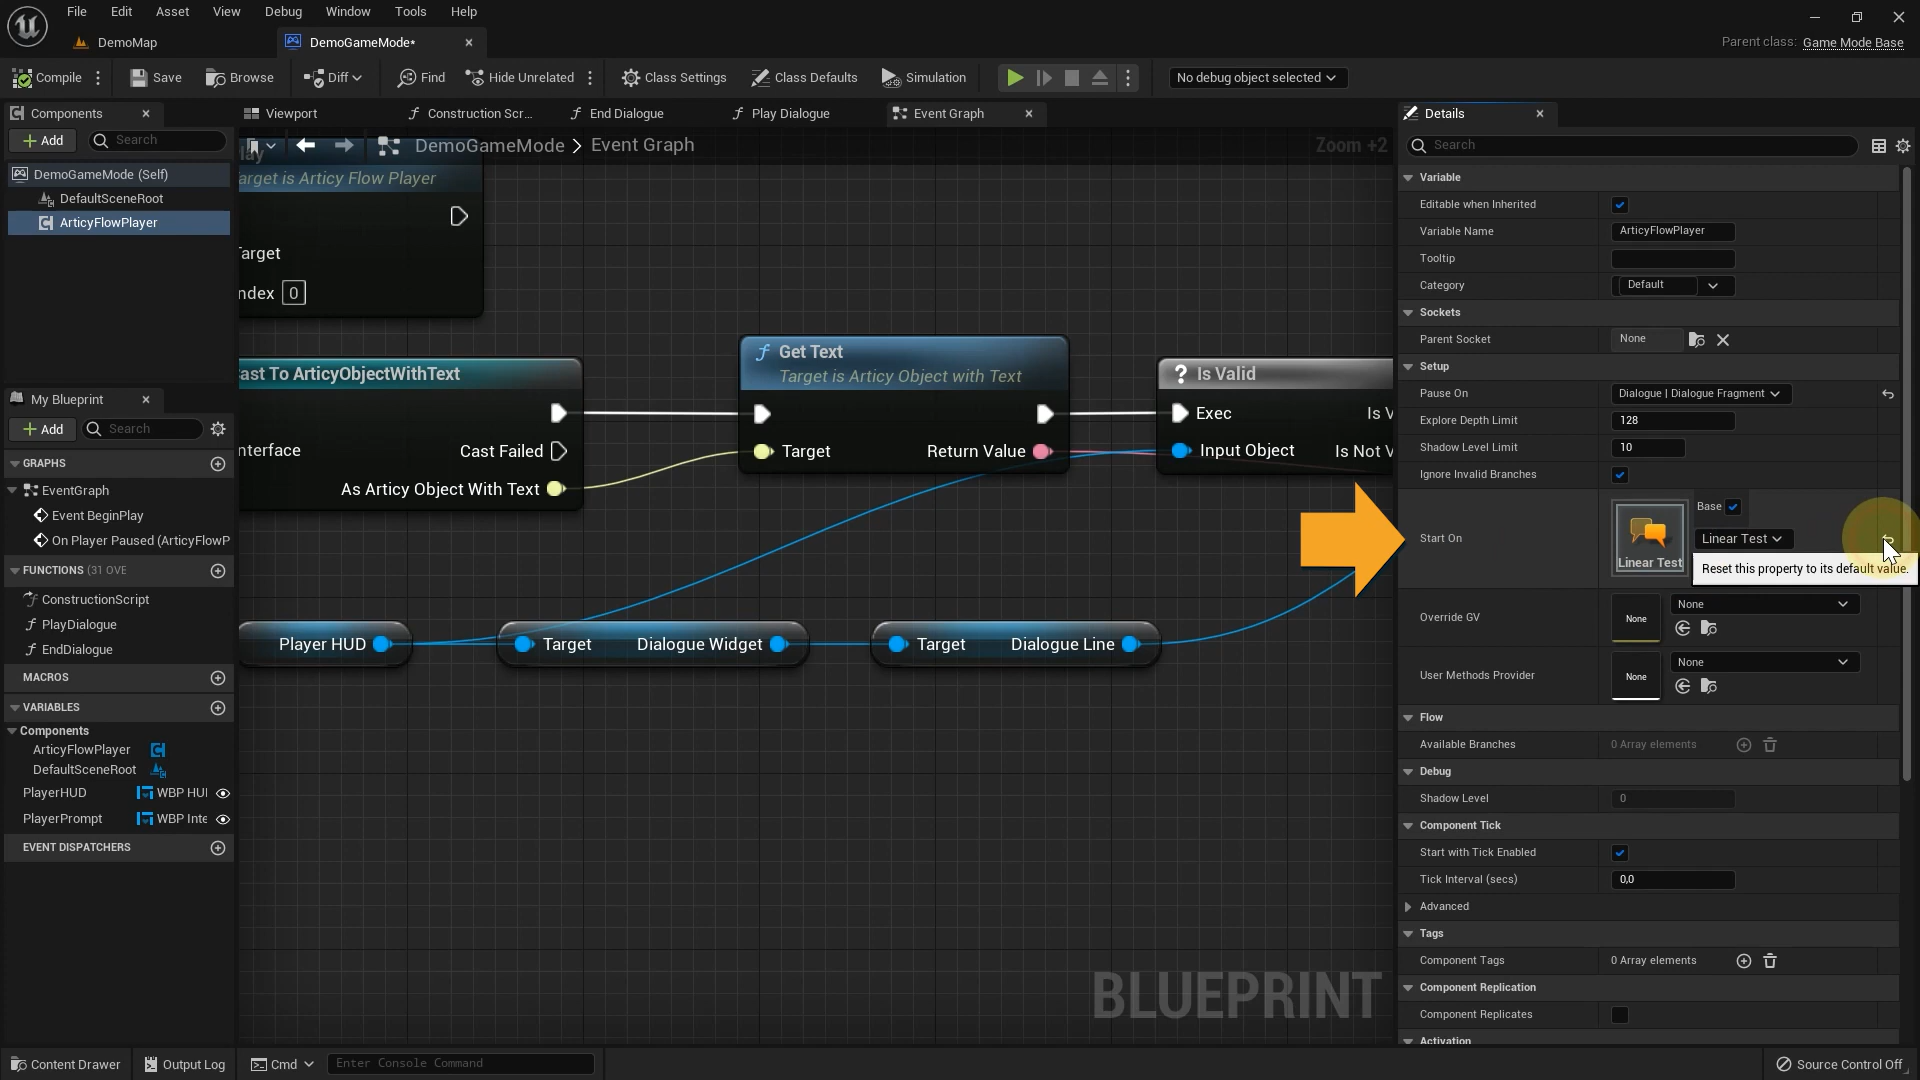 File Edit Asset View Debug Window Tools Help
DemoMap DemoGameMode*
Parent class: Game Mode Base
Compile Save Browse Diff Find Hide Unrelated Class Settings Class Defaults Simulation No debug object selected
Components
Add Search
DemoGameMode (Self)
DefaultSceneRoot
ArticyFlowPlayer
My Blueprint
Add Search
GRAPHS
EventGraph
Event BeginPlay
On Player Paused (ArticyFlowP
FUNCTIONS (31 OVE
ConstructionScript
PlayDialogue
EndDialogue
MACROS
VARIABLES
Components
ArticyFlowPlayer
DefaultSceneRoot
PlayerHUD WBP HUI
PlayerPrompt WBP Inte
EVENT DISPATCHERS
Viewport Construction Scr... End Dialogue Play Dialogue Event Graph
DemoGameMode > Event Graph
Zoom +2
lay
arget is Articy Flow Player
Target
ndex 0
ast To ArticyObjectWithText
nterface
Cast Failed
As Articy Object With Text
Get Text
Target is Articy Object with Text
Target Return Value
? Is Valid
Exec Is V
Input Object Is Not V
Player HUD
Target Dialogue Widget
Target Dialogue Line
BLUEPRINT
Details
Search
Variable
Editable when Inherited
Variable Name ArticyFlowPlayer
Tooltip
Category Default
Sockets
Parent Socket None
Setup
Pause On Dialogue | Dialogue Fragment
Explore Depth Limit 128
Shadow Level Limit 10
Ignore Invalid Branches
Start On Linear Test Base Linear Test
Reset this property to its default value.
Override GV None None
User Methods Provider None None
Flow
Available Branches 0 Array elements
Debug
Shadow Level 0
Component Tick
Start with Tick Enabled
Tick Interval (secs) 0,0
Advanced
Tags
Component Tags 0 Array elements
Component Replication
Component Replicates
Activation
Content Drawer Output Log Cmd Enter Console Command Source Control Off